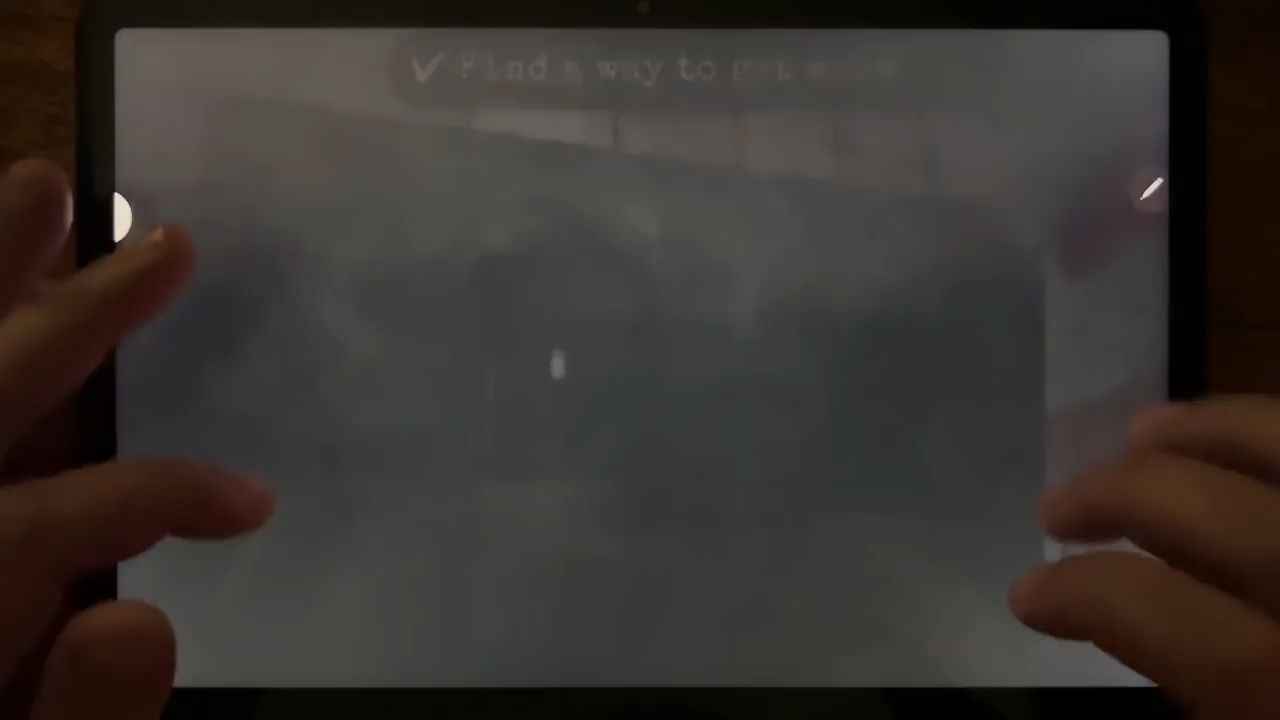 ✓ Find a way to get